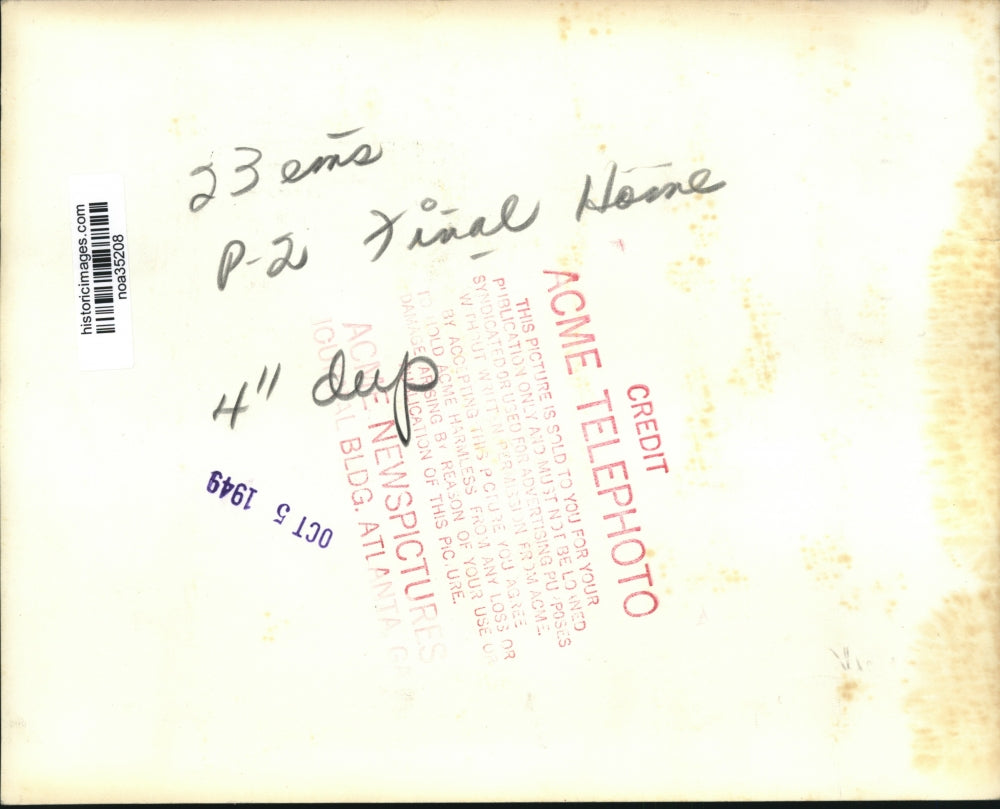 23 ems
P-2 Final Home
4" deep
historicimages.com
noa35208
OCT 5 1949
CREDIT
ACME TELEPHOTO
THIS PICTURE IS SOLD TO YOU FOR YOUR
PUBLICATION ONLY AND MUST NOT BE LOANED
SYNDICATED OR USED FOR ADVERTISING PURPOSES
WITHOUT WRITTEN PERMISSION FROM ACME.
BY ACCEPTING THIS PICTURE YOU AGREE
TO HOLD ACME HARMLESS FROM ANY LOSS OR
DAMAGE ARISING BY REASON OF YOUR USE OR
PUBLICATION OF THIS PICTURE.
ACME NEWSPICTURES
BLDG. ATLANTA, GA